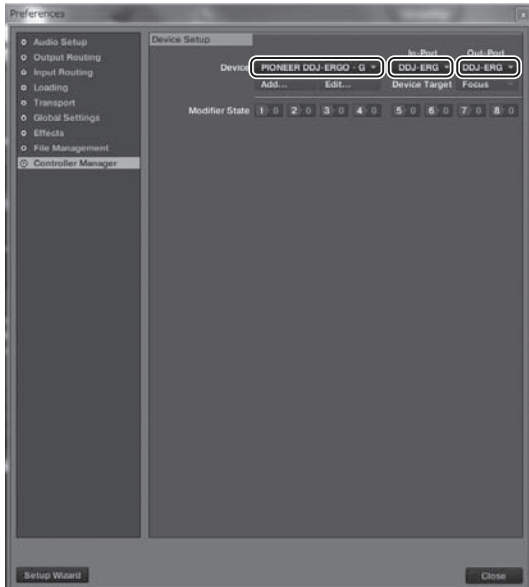 Preferences
Audio Setup
Output Routing
Input Routing
Loading
Transport
Global Settings
Effects
File Management
Controller Manager
Device Setup
In-Port Out-Port
Device PIONEER DDJ-ERGO - G DDJ-ERG DDJ-ERG
Add... Edit... Device Target Focus
Modifier State 1 0 2 0 3 0 4 0 5 0 6 0 7 0 8 0
Setup Wizard
Close